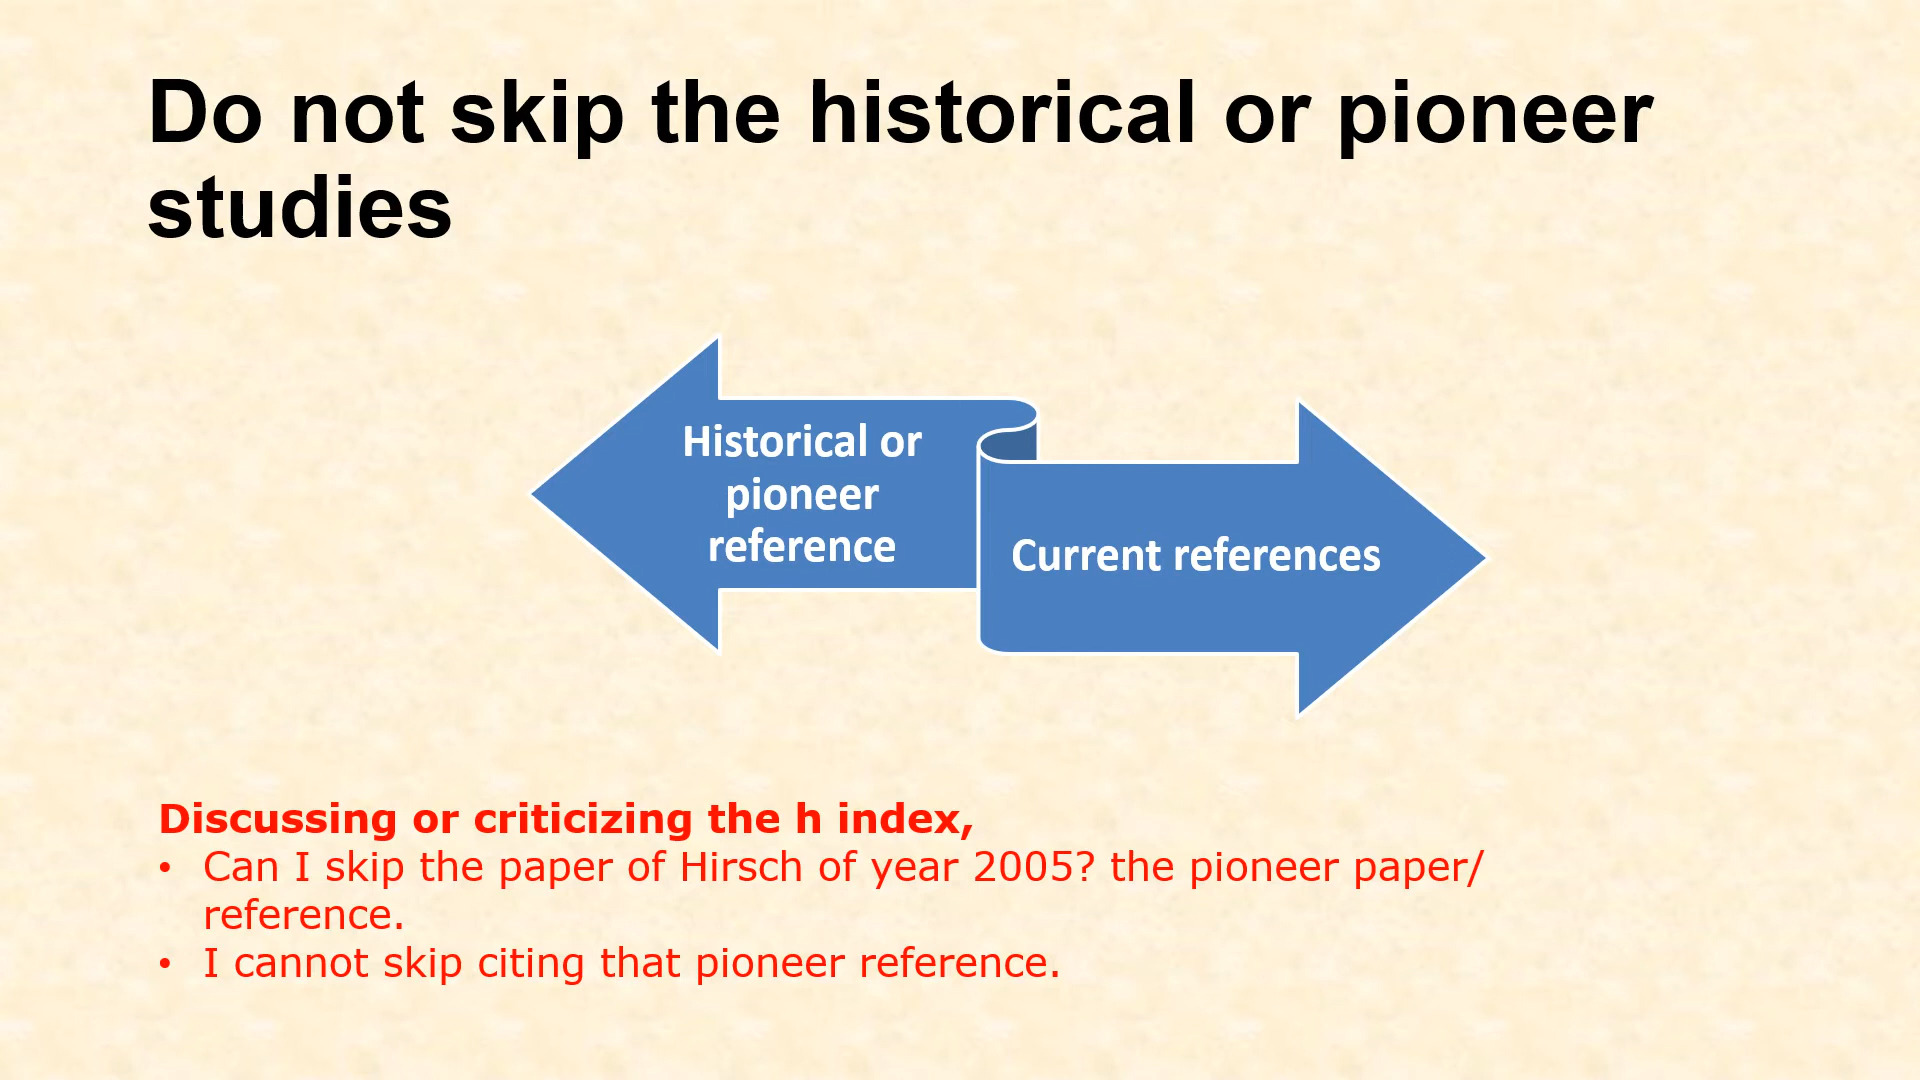 Do not skip the historical or pioneer
studies
Historical or
pioneer
reference
Current references
Discussing or criticizing the h index,
• Can I skip the paper of Hirsch of year 2005? the pioneer paper/
reference.
• I cannot skip citing that pioneer reference.